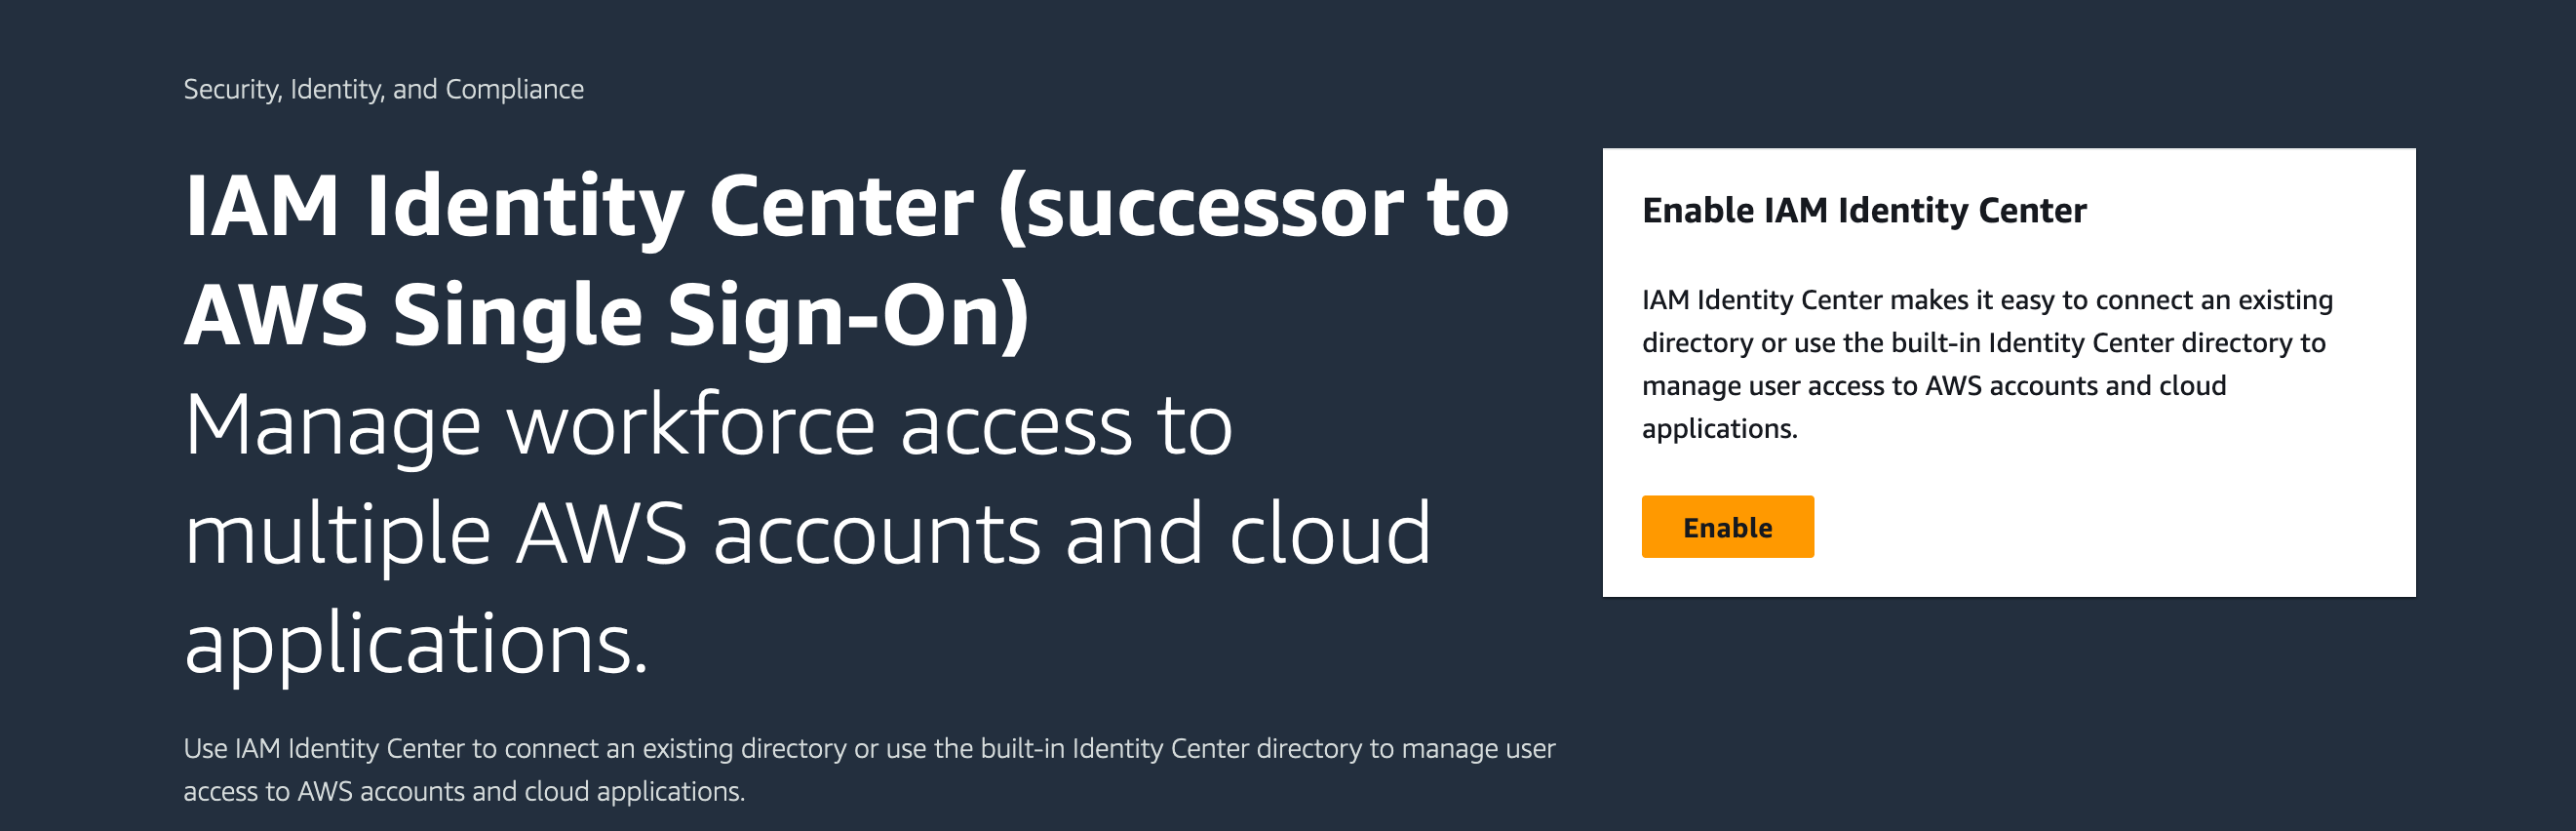 Security, Identity, and Compliance
IAM Identity Center (successor to
AWS Single Sign-On)
Manage workforce access to
multiple AWS accounts and cloud
applications.
Use IAM Identity Center to connect an existing directory or use the built-in Identity Center directory to manage user
access to AWS accounts and cloud applications.
Enable IAM Identity Center
IAM Identity Center makes it easy to connect an existing
directory or use the built-in Identity Center directory to
manage user access to AWS accounts and cloud
applications.
Enable